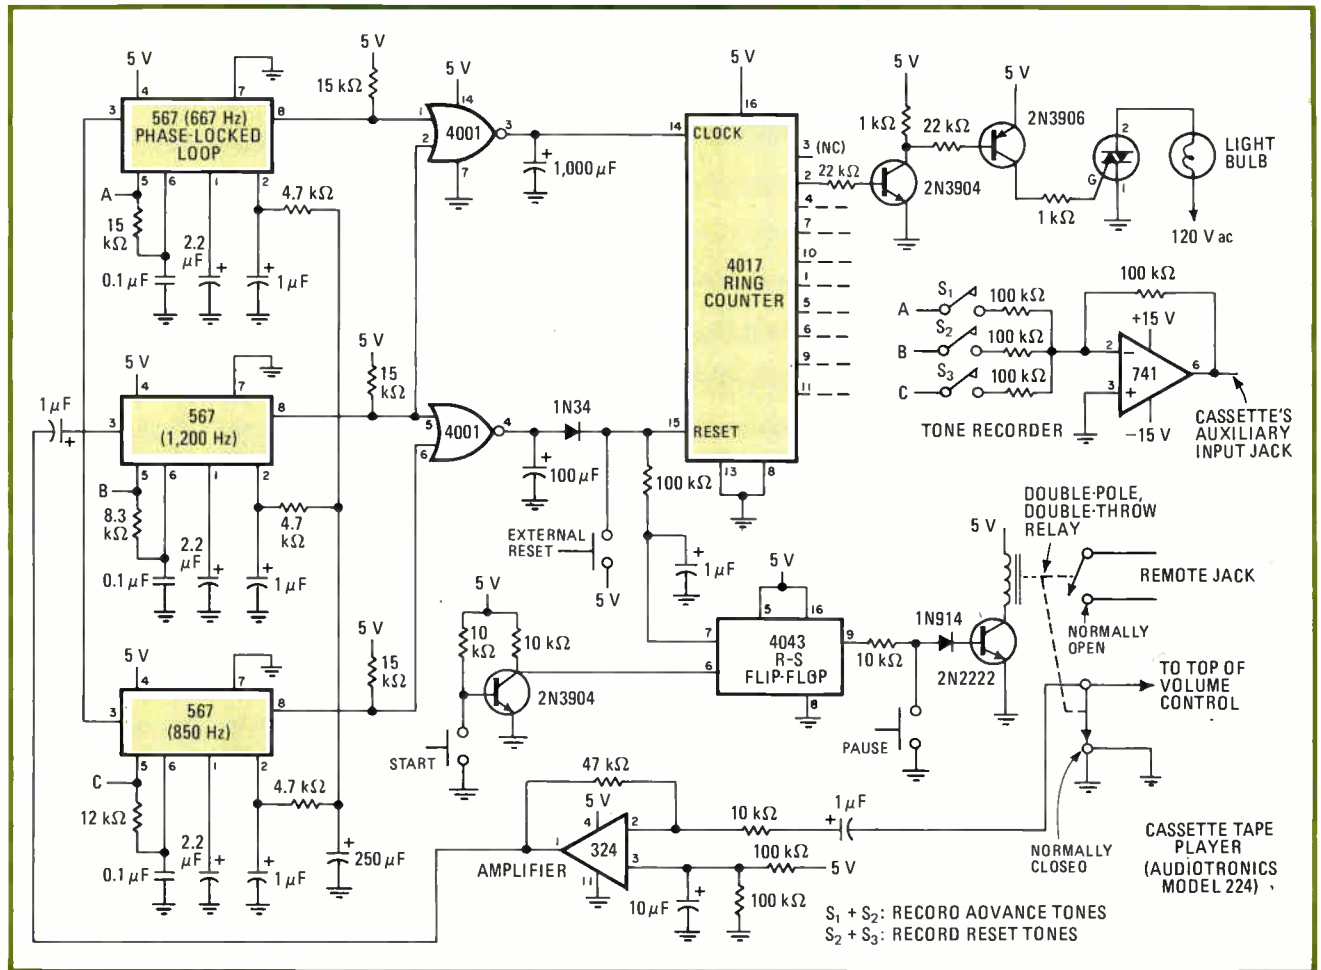 5 V
4
7
3
567 (667 Hz)
PHASE-LOCKED
LOOP
8
5
6
1
2
A
15
kΩ
0.1 μF
2.2
μF
+
1 μF
+
4.7 kΩ
5 V
15 kΩ
5 V
14
1
2
4001
3
7
+
1,000 μF
5 V
16
14
CLOCK
4017
RING
COUNTER
15
RESET
13
8
3 (NC)
2
4
7
10
1
5
6
9
11
22 kΩ
5 V
1 kΩ
2N3904
22 kΩ
5 V
2N3906
1 kΩ
2
G
1
LIGHT
BULB
120 V ac
A
S1
100 kΩ
B
S2
100 kΩ
C
S3
100 kΩ
TONE RECORDER
100 kΩ
+15 V
2
−
741
6
3
+
−15 V
CASSETTE'S
AUXILIARY
INPUT JACK
1 μF
+
5 V
4
7
3
567
(1,200 Hz)
8
5
6
1
2
B
8.3
kΩ
0.1 μF
2.2
μF
+
1 μF
+
4.7
kΩ
5 V
15
kΩ
5
6
4001
4
+
100 μF
1N34
EXTERNAL
RESET
5 V
100 kΩ
+
1 μF
5 V
4
7
3
567
(850 Hz)
8
5
6
1
2
C
12 kΩ
0.1 μF
2.2
μF
+
1 μF
+
4.7 kΩ
+
250 μF
5 V
15
kΩ
5 V
10
kΩ
10 kΩ
2N3904
START
5 V
5
16
7
6
4043
R-S
FLIP-FLOP
9
8
10 kΩ
PAUSE
1N914
2N2222
5 V
DOUBLE-POLE,
DOUBLE-THROW
RELAY
REMOTE JACK
NORMALLY
OPEN
TO TOP OF
VOLUME
CONTROL
NORMALLY
CLOSED
CASSETTE TAPE
PLAYER
(AUDIOTRONICS
MODEL 224)
47 kΩ
5 V
4
2
1
324
3
11
AMPLIFIER
10 kΩ
+
1 μF
100 kΩ
5 V
10 μF
+
100 kΩ
S1 + S2: RECORD ADVANCE TONES
S2 + S3: RECORD RESET TONES